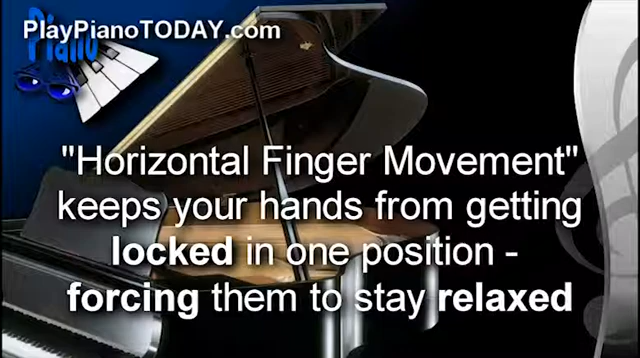 PlayPianoTODAY.com
Piano
"Horizontal Finger Movement"
keeps your hands from getting
locked in one position -
forcing them to stay relaxed